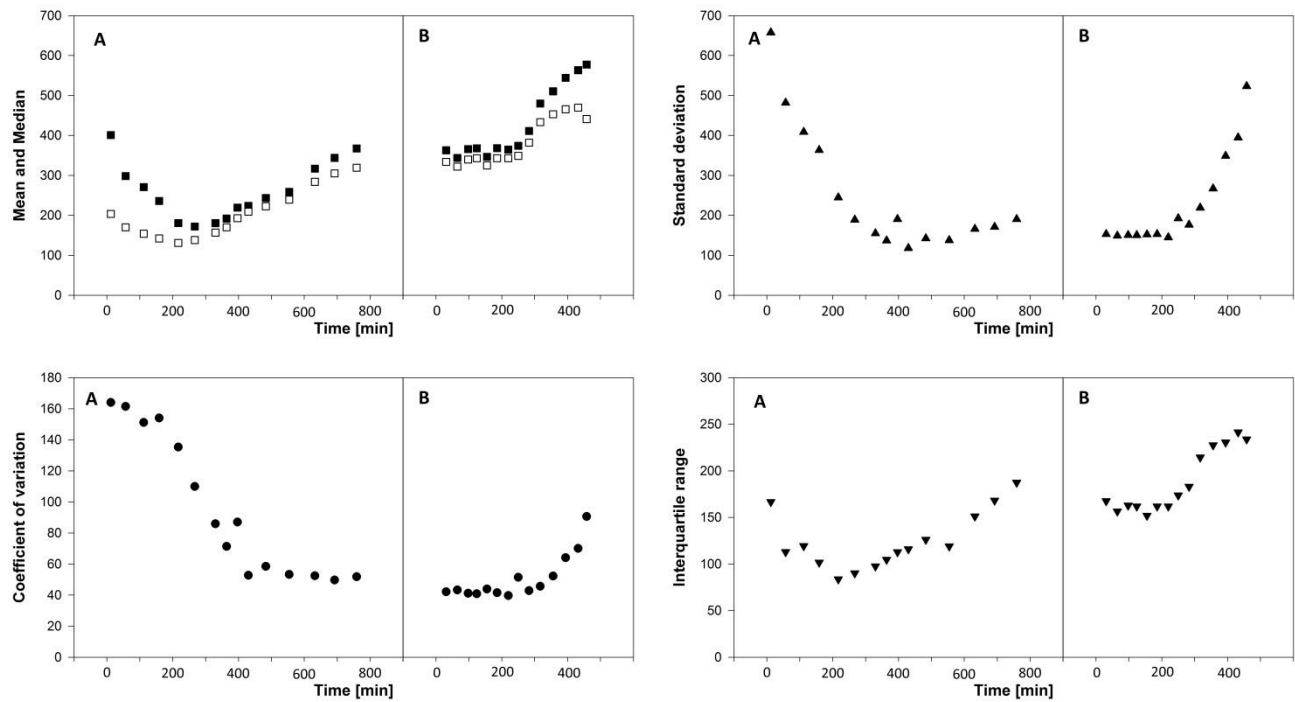 700
600
500
400
300
200
100
0
Mean and Median
A
B
0 200 400 600 800 0 200 400
Time [min]
700
600
500
400
300
200
100
0
Standard deviation
A
B
0 200 400 600 800 0 200 400
Time [min]
180
160
140
120
100
80
60
40
20
0
Coefficient of variation
A
B
0 200 400 600 800 0 200 400
Time [min]
300
250
200
150
100
50
0
Interquartile range
A
B
0 200 400 600 800 0 200 400
Time [min]